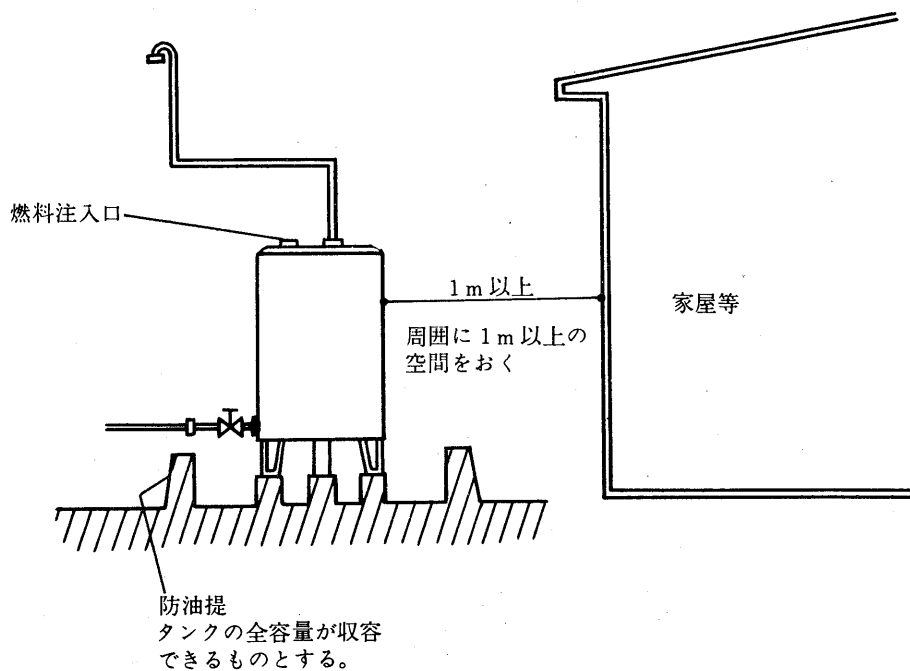 燃料注入口
1m以上
周囲に1m以上の
空間をおく
家屋等
防油提
タンクの全容量が収容
できるものとする。